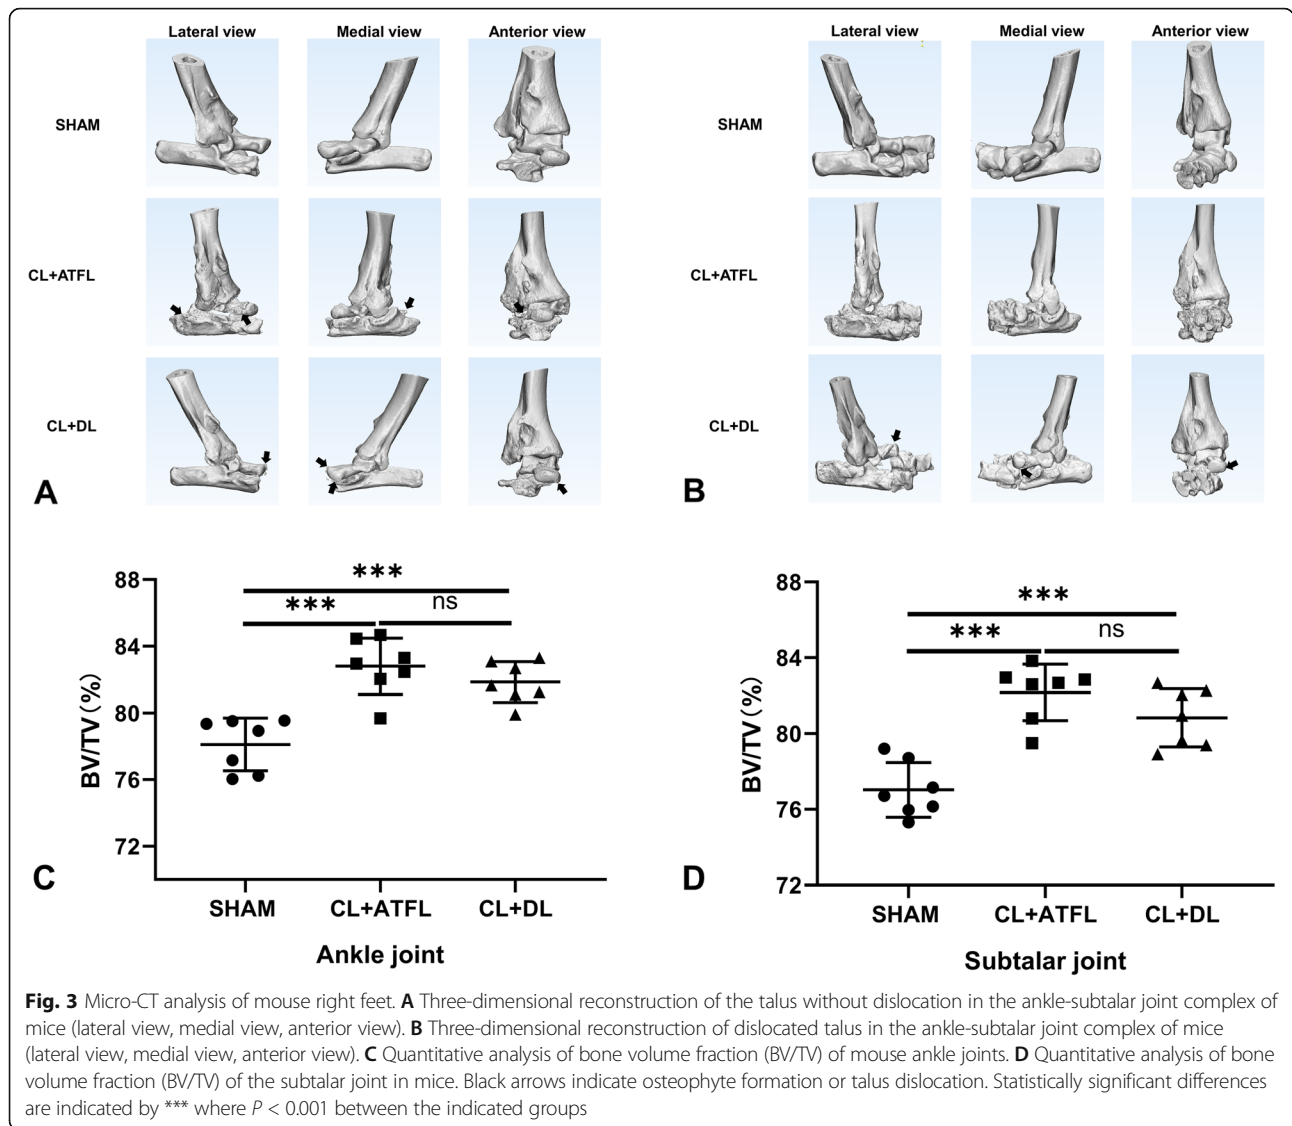 Lateral view Medial view Anterior view
SHAM
CL+ATFL
CL+DL
A
Lateral view Medial view Anterior view
SHAM
CL+ATFL
CL+DL
B
***
*** ns
88
84
80
76
72
BV/TV (%)
SHAM CL+ATFL CL+DL
Ankle joint
C
***
*** ns
88
84
80
76
72
BV/TV (%)
SHAM CL+ATFL CL+DL
Subtalar joint
D
Fig. 3 Micro-CT analysis of mouse right feet. A Three-dimensional reconstruction of the talus without dislocation in the ankle-subtalar joint complex of
mice (lateral view, medial view, anterior view). B Three-dimensional reconstruction of dislocated talus in the ankle-subtalar joint complex of mice
(lateral view, medial view, anterior view). C Quantitative analysis of bone volume fraction (BV/TV) of mouse ankle joints. D Quantitative analysis of bone
volume fraction (BV/TV) of the subtalar joint in mice. Black arrows indicate osteophyte formation or talus dislocation. Statistically significant differences
are indicated by *** where P < 0.001 between the indicated groups